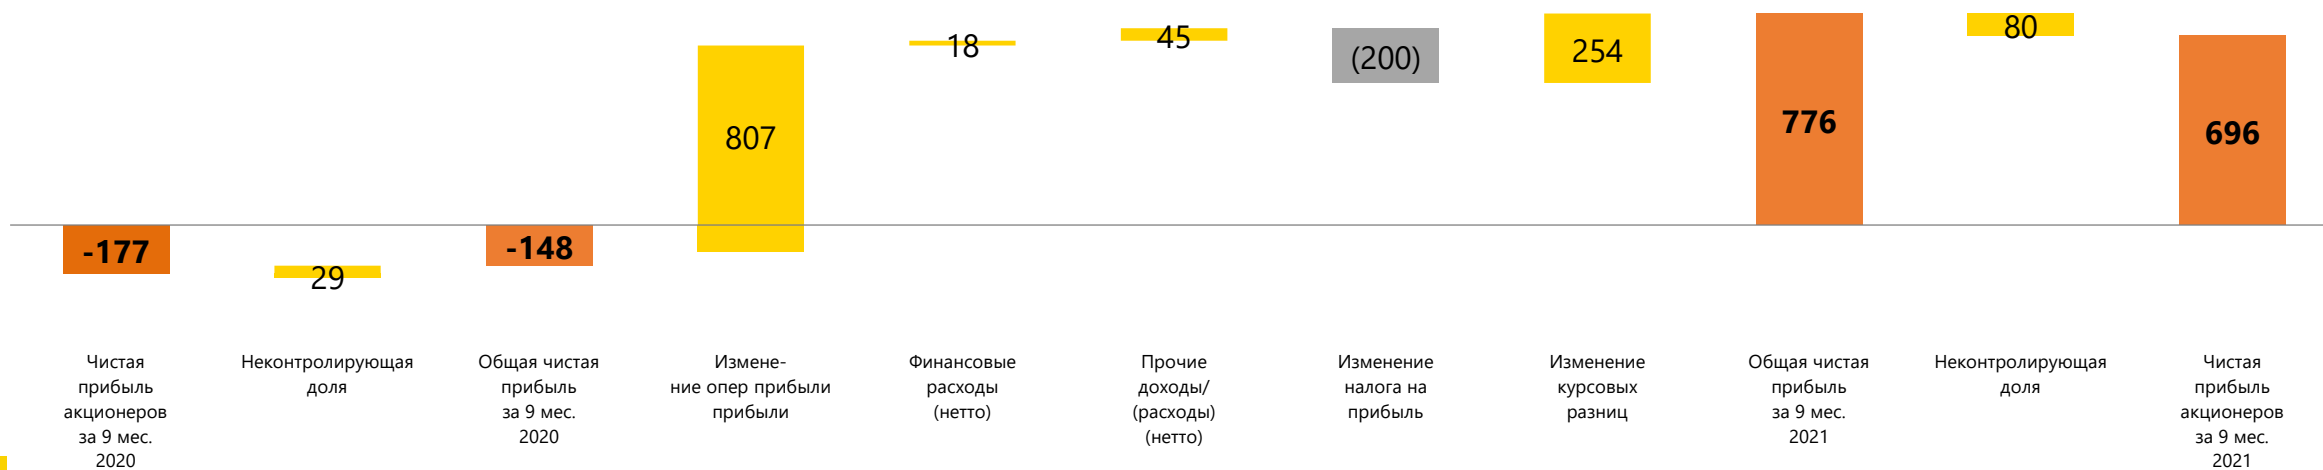 18
45
(200)
254
80
807
776
696
-177
29
-148
Чистая
прибыль
акционеров
за 9 мес.
2020
Неконтролирующая
доля
Общая чистая
прибыль
за 9 мес.
2020
Измене-
ние опер прибыли
прибыли
Финансовые
расходы
(нетто)
Прочие
доходы/
(расходы)
(нетто)
Изменение
налога на
прибыль
Изменение
курсовых
разниц
Общая чистая
прибыль
за 9 мес.
2021
Неконтролирующая
доля
Чистая
прибыль
акционеров
за 9 мес.
2021